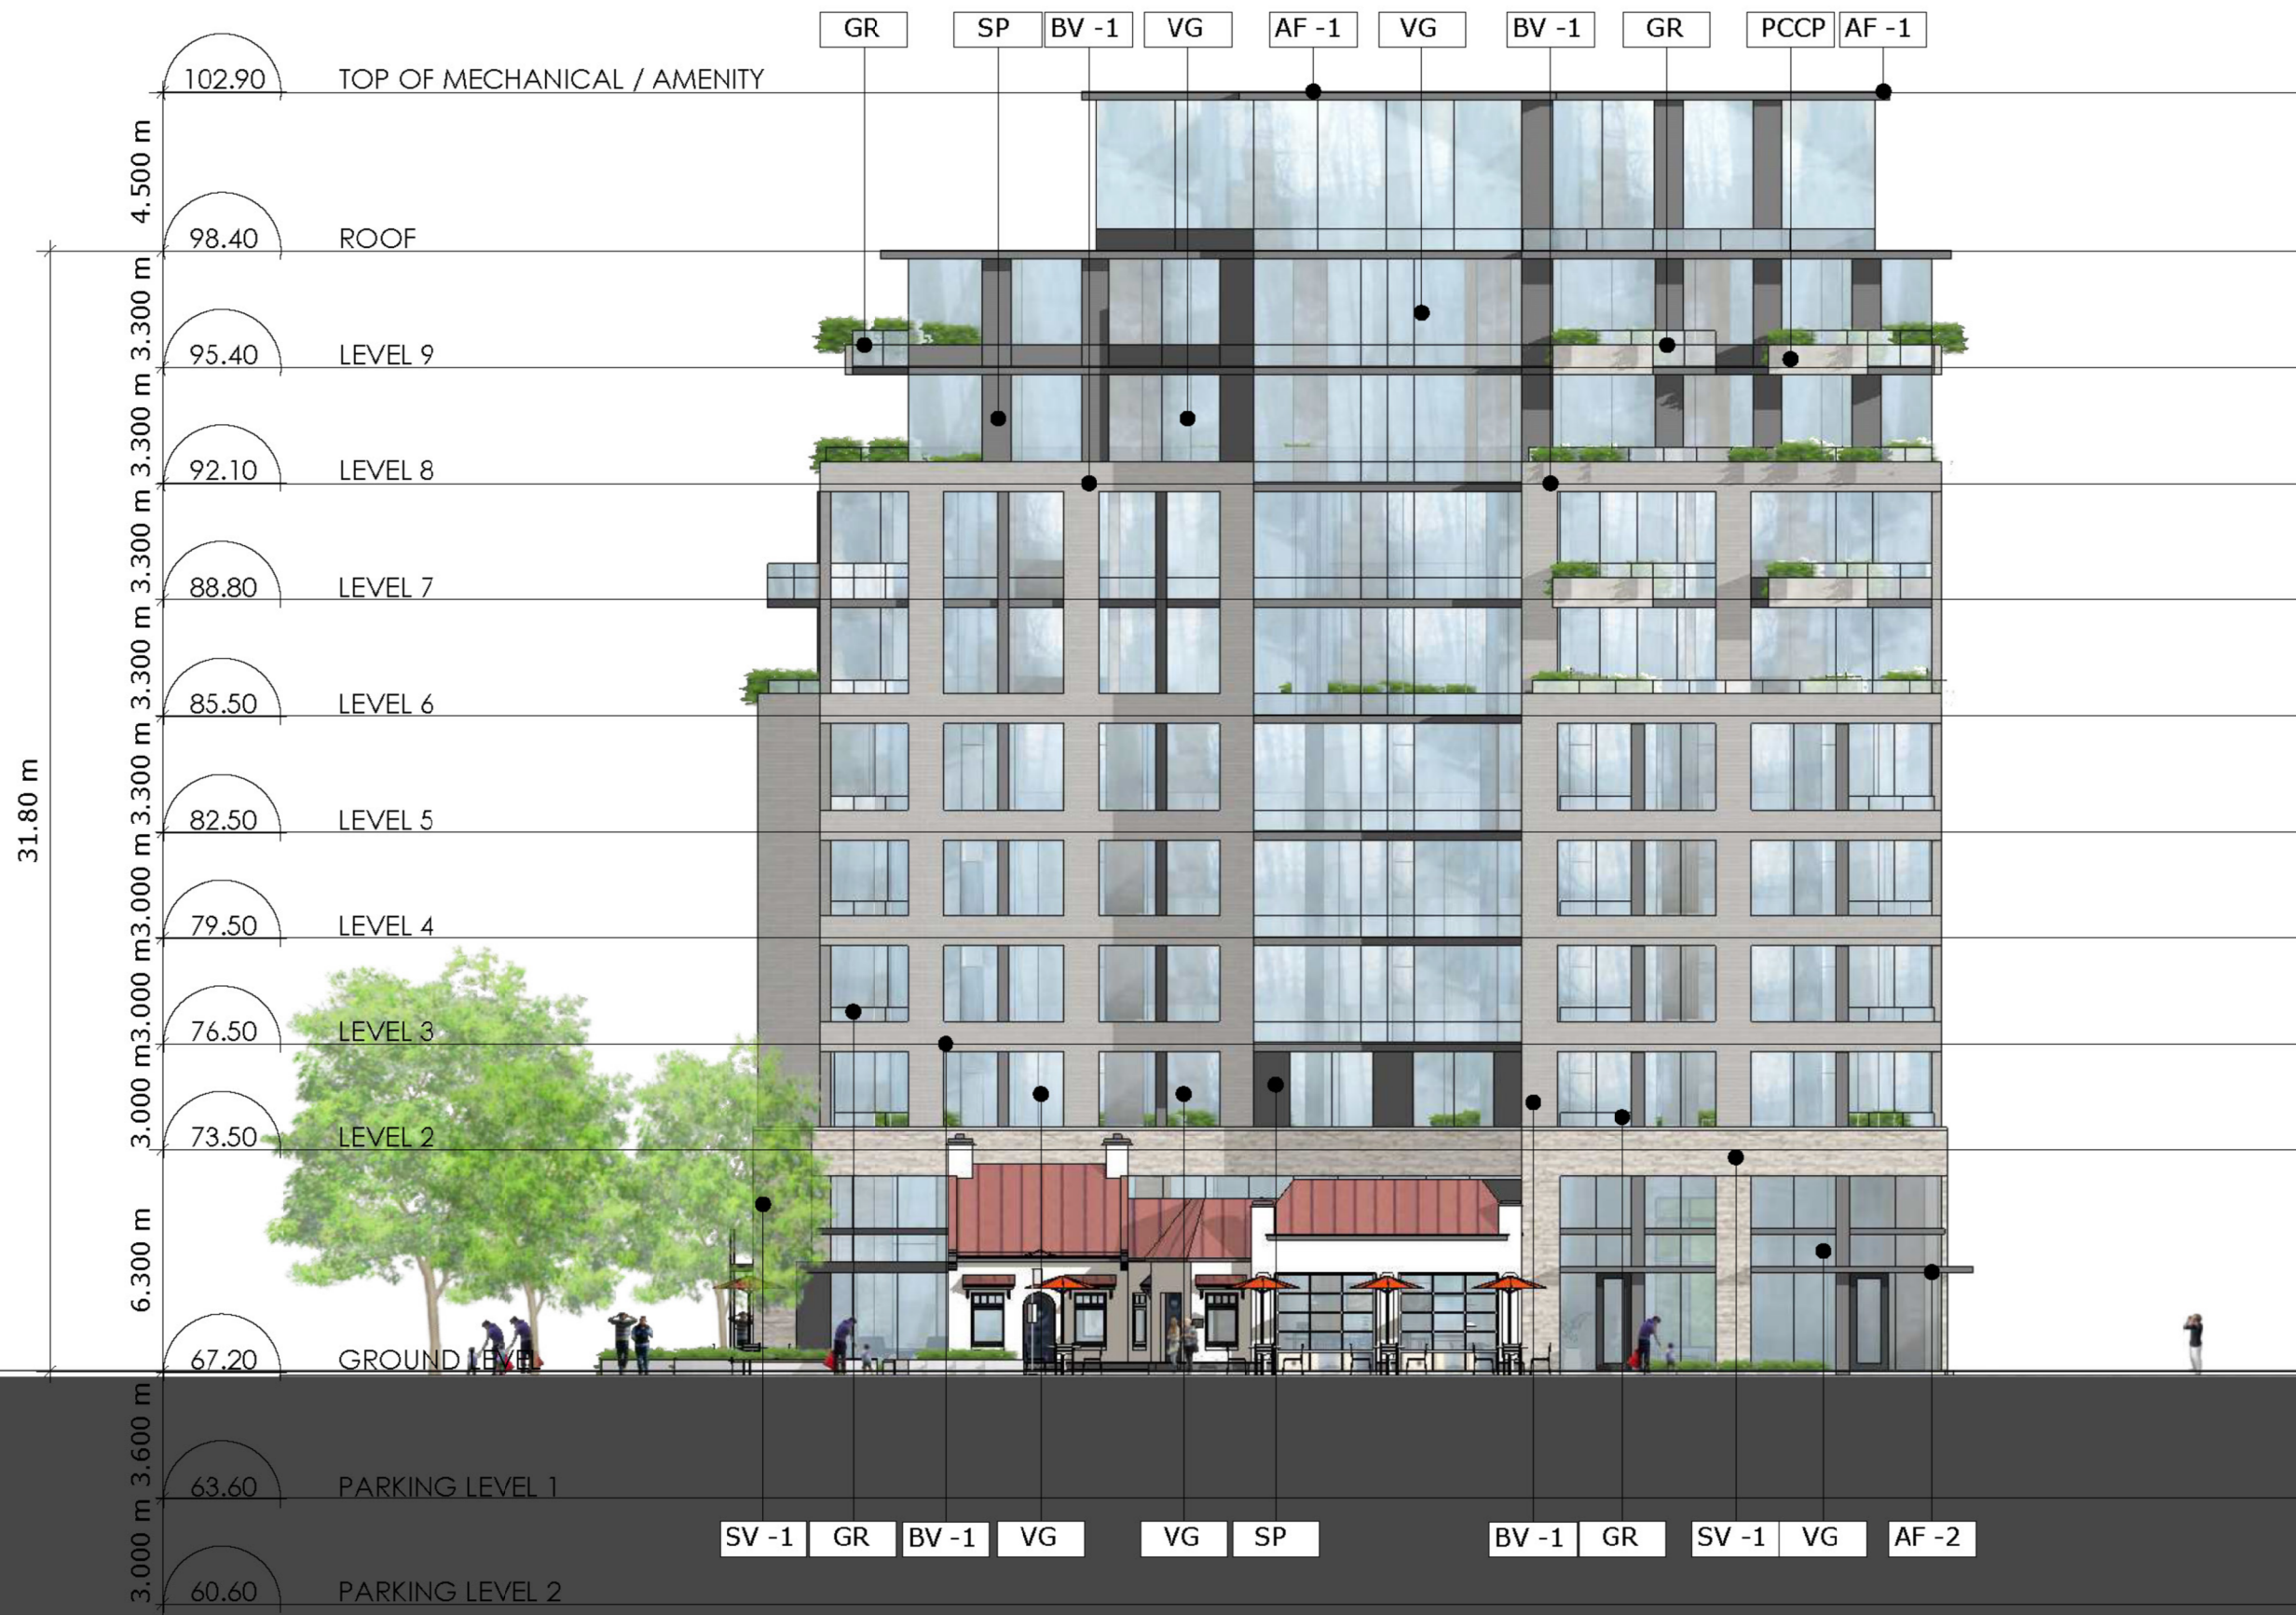 GR SP BV -1 VG AF -1 VG BV -1 GR PCCP AF -1
102.90 TOP OF MECHANICAL / AMENITY
4.500 m
98.40 ROOF
3.300 m
95.40 LEVEL 9
3.300 m
92.10 LEVEL 8
3.300 m
88.80 LEVEL 7
3.300 m
85.50 LEVEL 6
3.300 m
31.80 m
82.50 LEVEL 5
3.000 m
79.50 LEVEL 4
3.000 m
76.50 LEVEL 3
3.000 m
73.50 LEVEL 2
6.300 m
67.20 GROUND LEVEL
3.600 m
63.60 PARKING LEVEL 1
SV -1 GR BV -1 VG VG SP BV -1 GR SV -1 VG AF -2
3.000 m
60.60 PARKING LEVEL 2